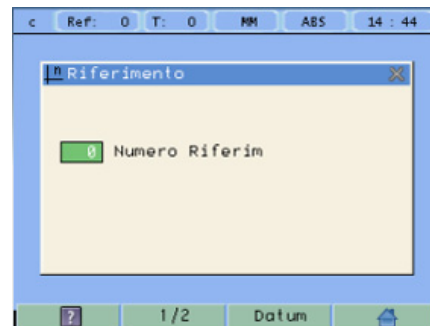 c Ref: 0 T: 0 MM ABS 14 : 44
n Riferimento
0 Numero Riferim
? 1/2 Datum